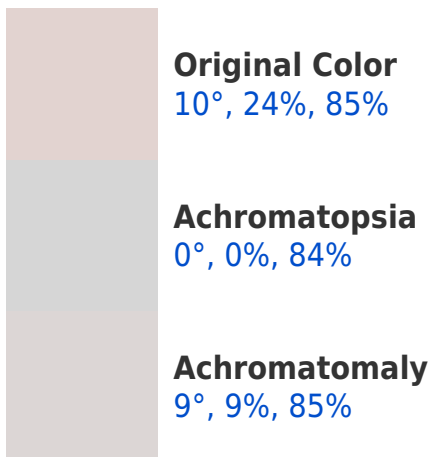 Original Color
10°, 24%, 85%
Achromatopsia
0°, 0%, 84%
Achromatomaly
9°, 9%, 85%